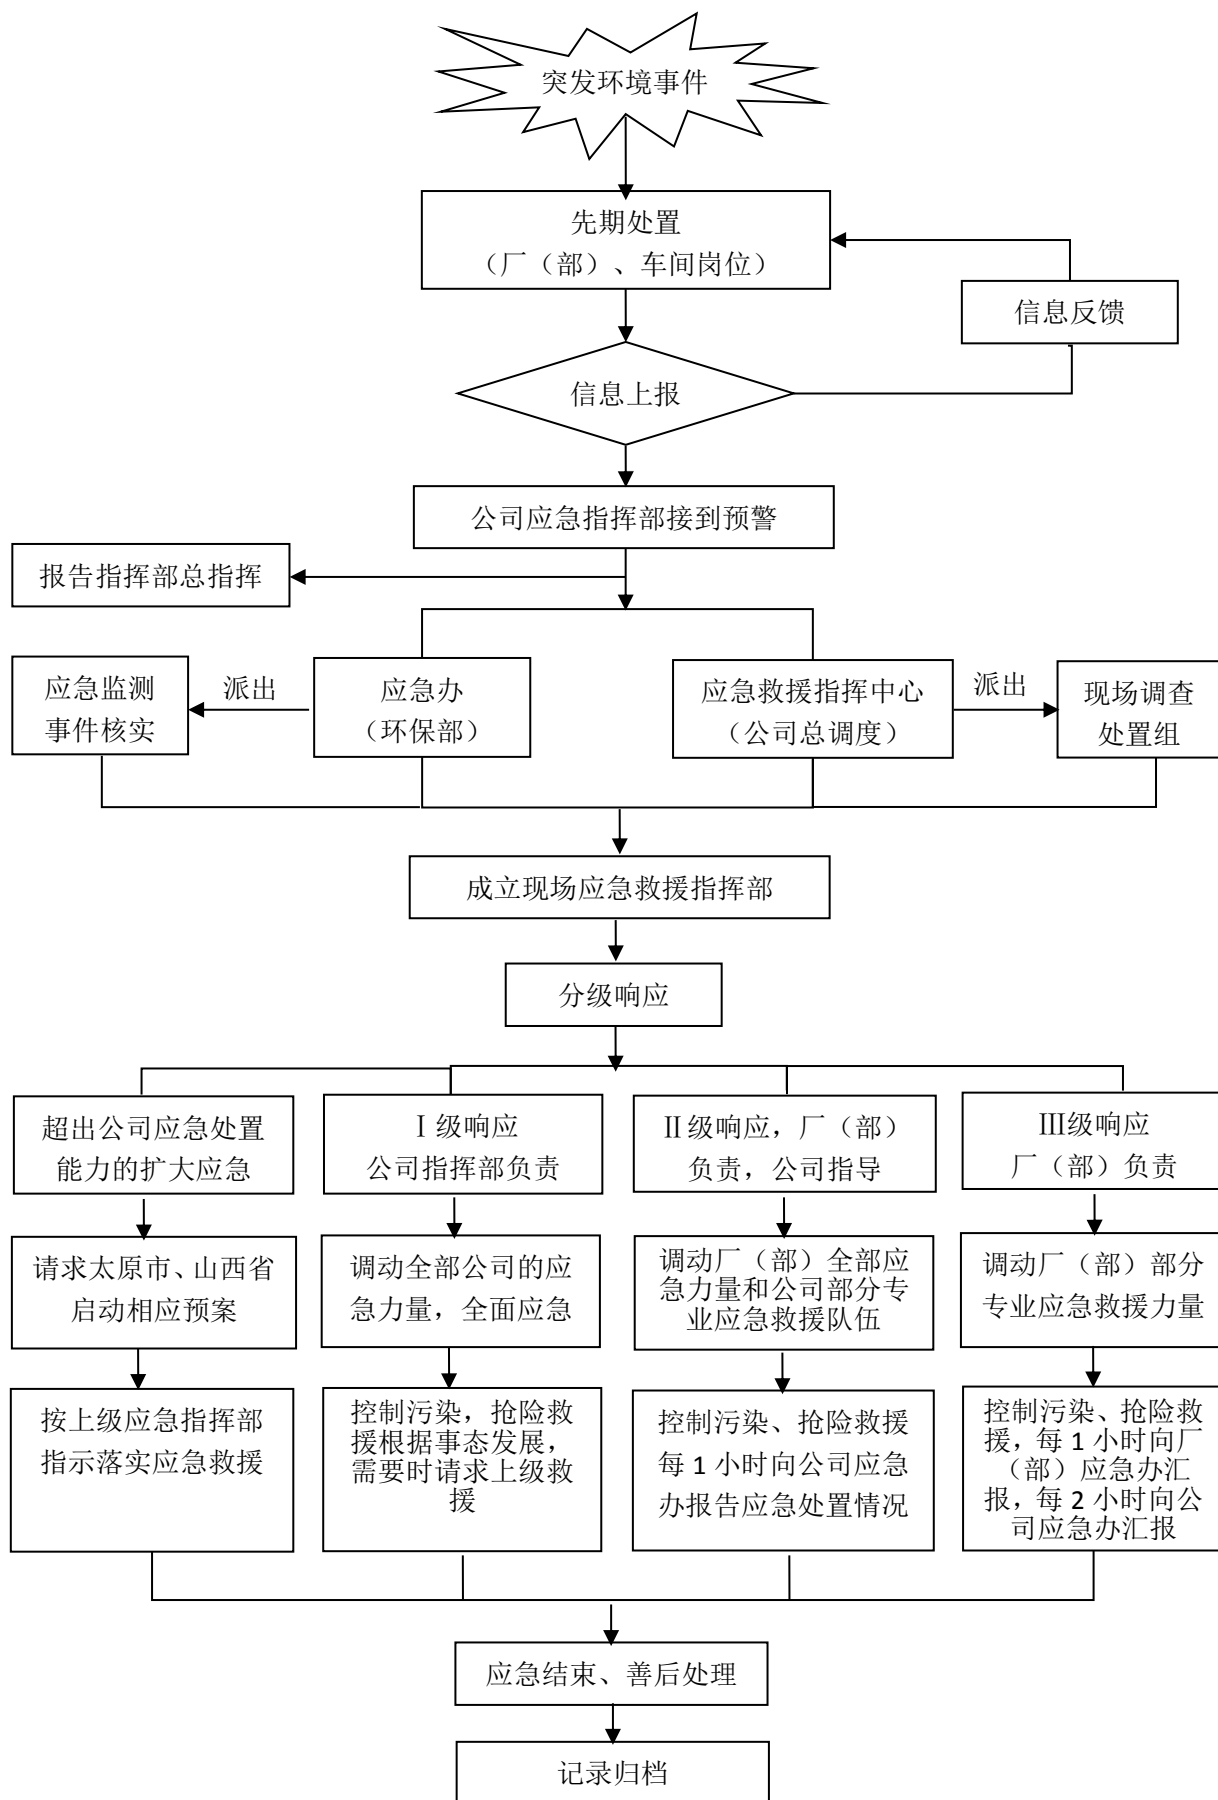 突发环境事件
先期处置
（厂（部）、车间岗位）
信息反馈
信息上报
公司应急指挥部接到预警
报告指挥部总指挥
应急监测
事件核实
派出
应急办
（环保部）
应急救援指挥中心
（公司总调度）
派出
现场调查
处置组
成立现场应急救援指挥部
分级响应
超出公司应急处置
能力的扩大应急
Ⅰ级响应
公司指挥部负责
Ⅱ级响应，厂（部）
负责，公司指导
Ⅲ级响应
厂（部）负责
请求太原市、山西省
启动相应预案
调动全部公司的应
急力量，全面应急
调动厂（部）全部应
急力量和公司部分专
业应急救援队伍
调动厂（部）部分
专业应急救援力量
按上级应急指挥部
指示落实应急救援
控制污染，抢险救
援根据事态发展，
需要时请求上级救
援
控制污染、抢险救援
每1小时向公司应急
办报告应急处置情况
控制污染、抢险救
援，每1小时向厂
（部）应急办汇
报，每2小时向公
司应急办汇报
应急结束、善后处理
记录归档